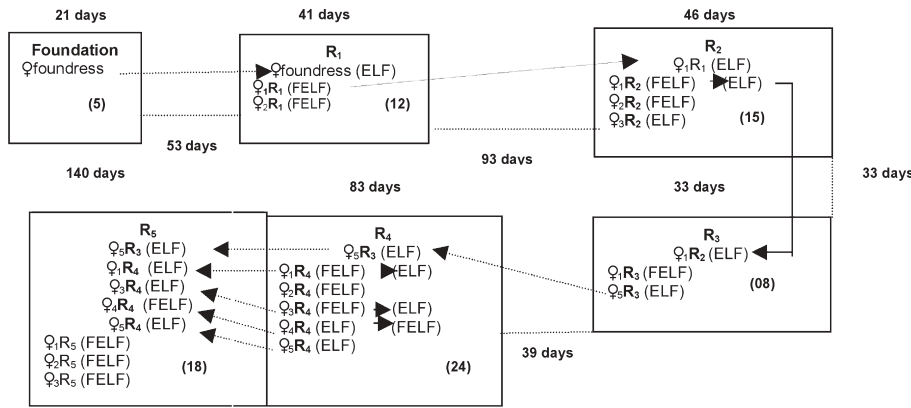 21 days
41 days
46 days
Foundation
♀foundress
(5)
R1
♀foundress (ELF)
♀1R1 (FELF)
♀2R1 (FELF)
(12)
R2
♀1R1 (ELF)
♀1R2 (FELF) (ELF)
♀2R2 (FELF)
♀3R2 (ELF)
(15)
53 days
93 days
33 days
140 days
83 days
33 days
R5
♀5R3 (ELF)
♀1R4 (ELF)
♀3R4 (ELF)
♀4R4 (FELF)
♀5R4 (ELF)
♀1R5 (FELF)
♀2R5 (FELF)
♀3R5 (FELF)
(18)
R4
♀5R3 (ELF)
♀1R4 (FELF) (ELF)
♀2R4 (FELF)
♀3R4 (FELF) (ELF)
♀4R4 (ELF) (FELF)
♀5R4 (ELF)
(24)
R3
♀1R2 (ELF)
♀1R3 (FELF)
♀5R3 (ELF)
(08)
39 days